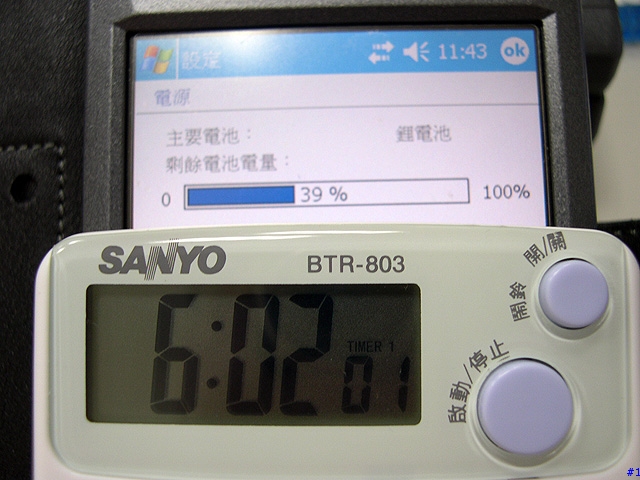 設定 11:43 ok
電源
主要電池： 鋰電池
剩餘電池電量：
0 39 % 100%
SANYO BTR-803
開/關
鬧鈴
6:02 01
TIMER 1
啟動/停止
#1